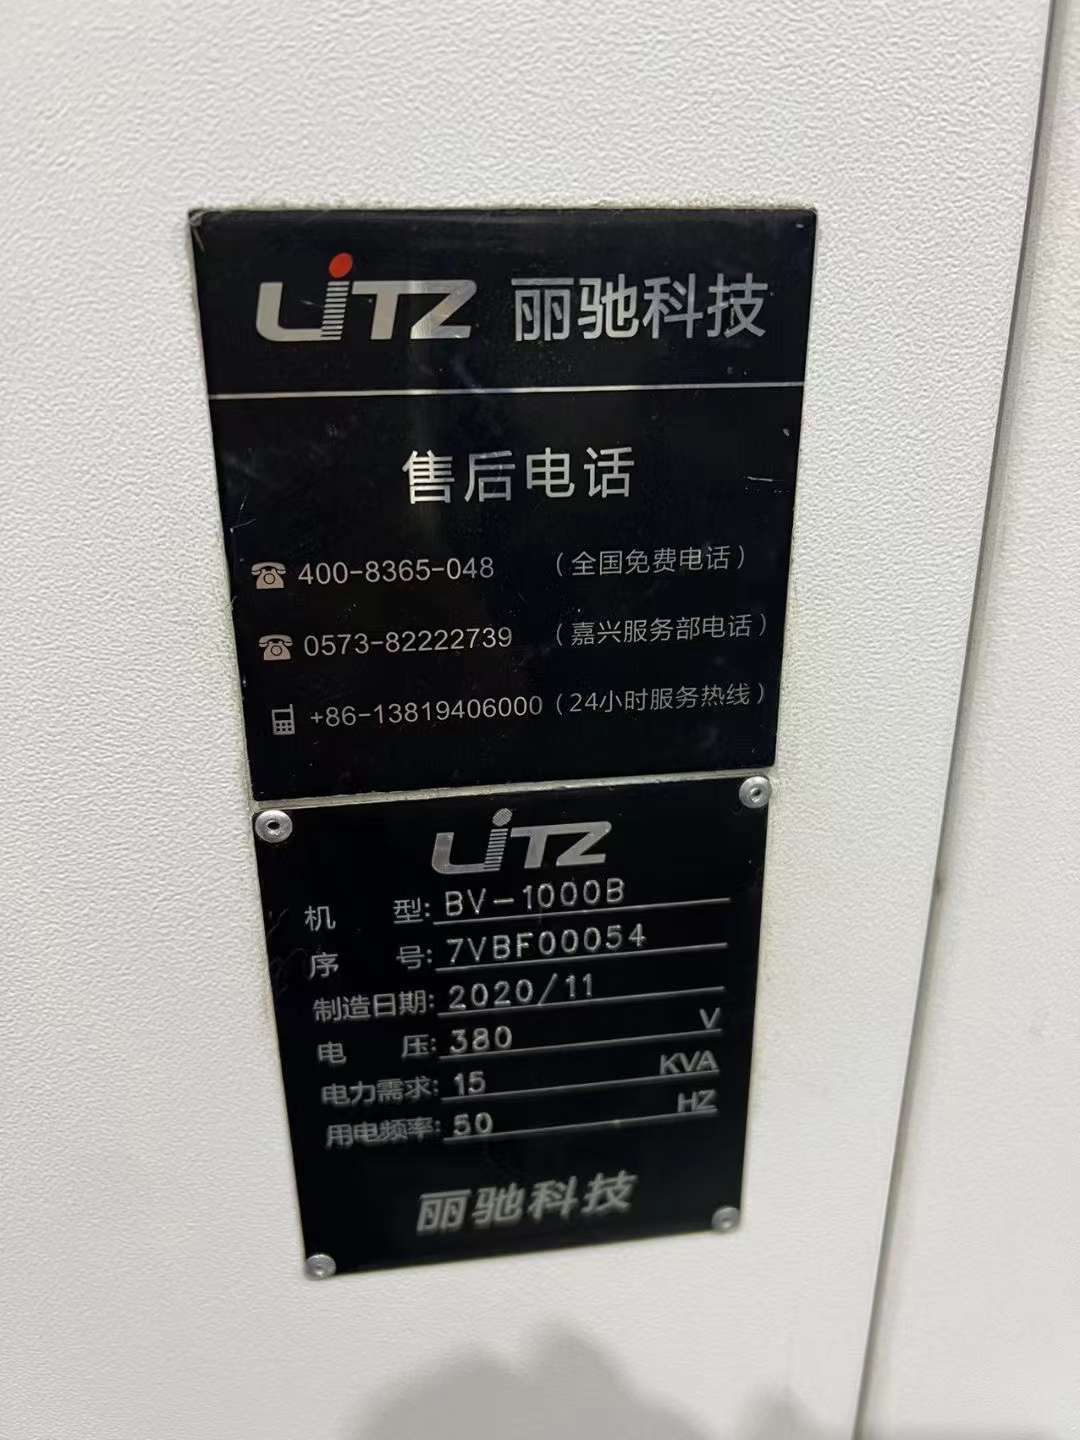 LiTZ 丽驰科技
售后电话
400-8365-048 （全国免费电话）
0573-82222739 （嘉兴服务部电话）
+86-13819406000（24小时服务热线）
LiTZ
机 型: BV-1000B
序 号: 7VBF00054
制造日期: 2020/11
电 压: 380 V
电力需求: 15 KVA
用电频率: 50 HZ
丽驰科技